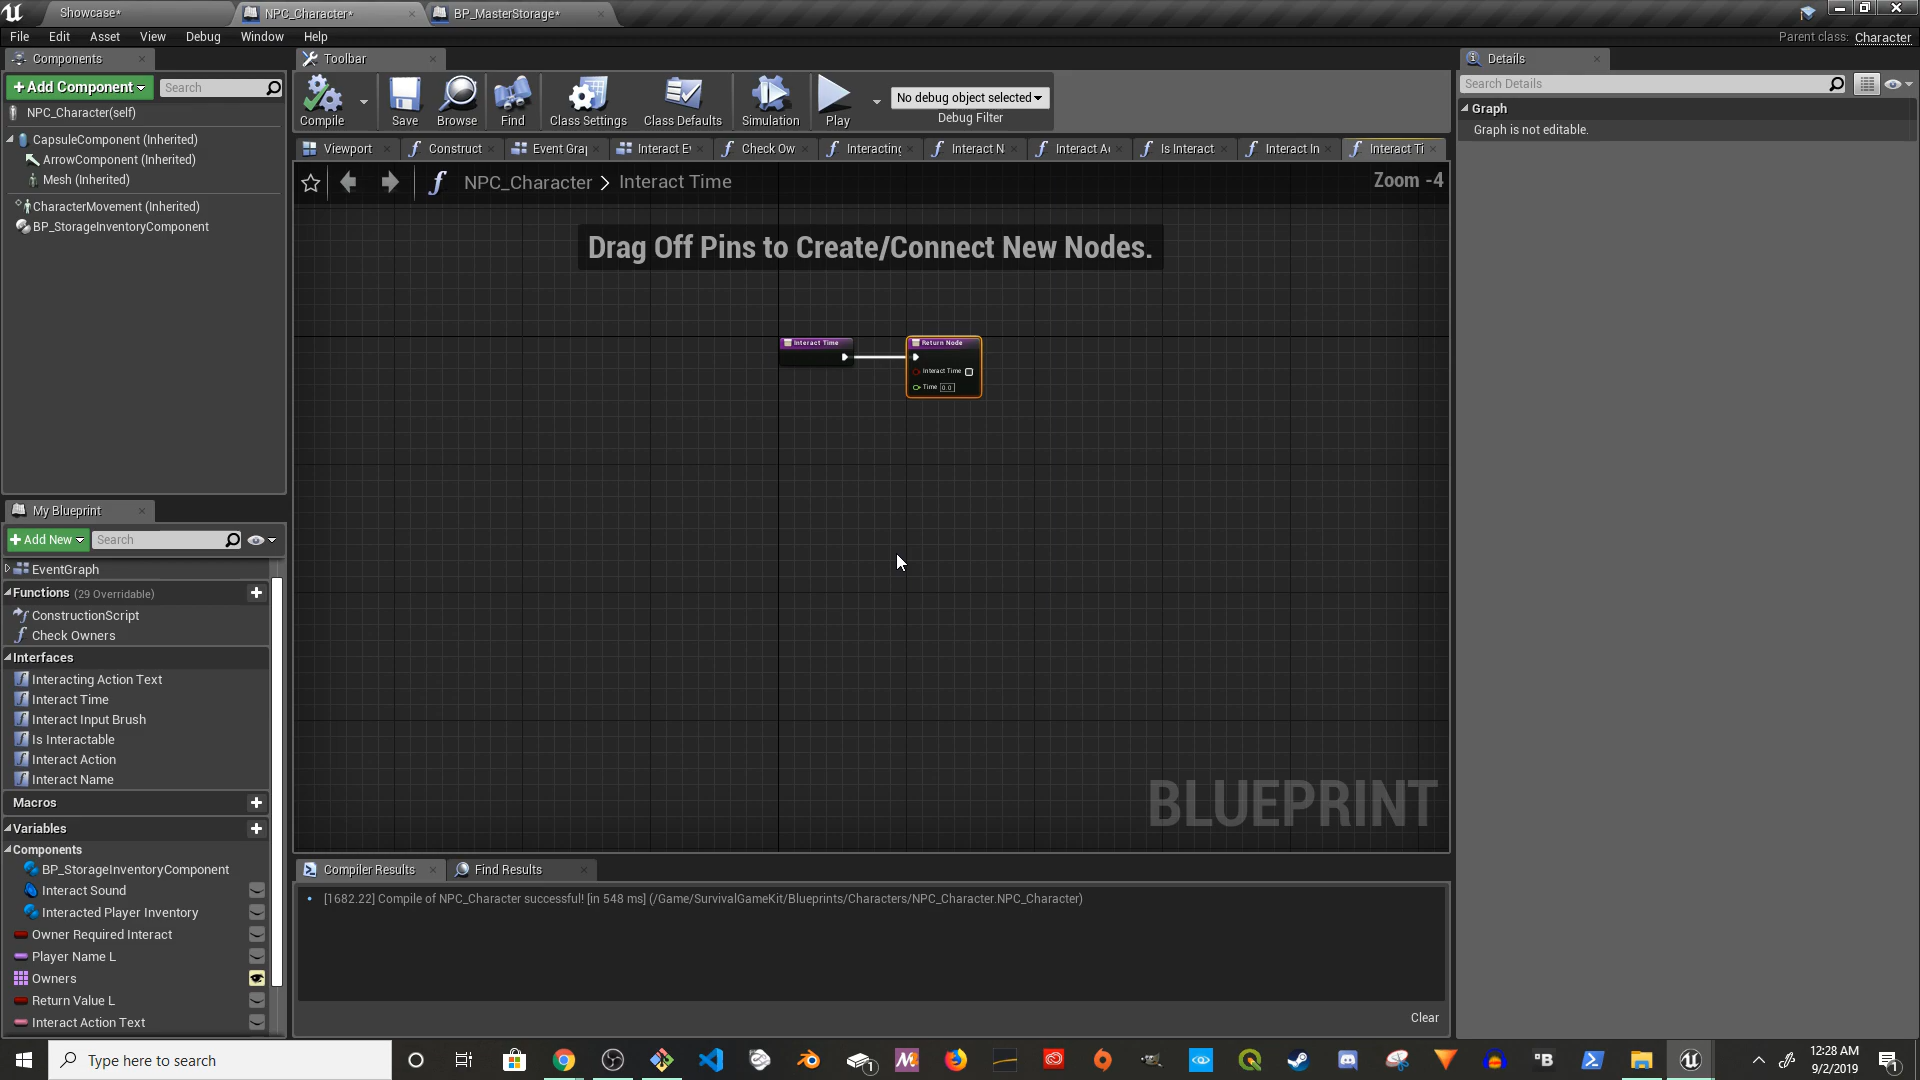 Showcase*
NPC_Character*
BP_MasterStorage*
File Edit Asset View Debug Window Help
Parent class: Character
Components
Toolbar
Details
+ Add Component
Search
Compile
Save
Browse
Find
Class Settings
Class Defaults
Simulation
Play
No debug object selected
Debug Filter
Search Details
Graph
Graph is not editable.
NPC_Character(self)
CapsuleComponent (Inherited)
ArrowComponent (Inherited)
Mesh (Inherited)
CharacterMovement (Inherited)
BP_StorageInventoryComponent
Viewport
Construct
Event Graj
Interact Ev
Check Ow
Interacting
Interact N
Interact A
Is Interact
Interact In
Interact Ti
NPC_Character > Interact Time
Zoom -4
Drag Off Pins to Create/Connect New Nodes.
Interact Time
Return Node
Interact Time
Time 0.0
BLUEPRINT
My Blueprint
+ Add New
Search
EventGraph
Functions (29 Overridable)
ConstructionScript
Check Owners
Interfaces
Interacting Action Text
Interact Time
Interact Input Brush
Is Interactable
Interact Action
Interact Name
Macros
Variables
Components
BP_StorageInventoryComponent
Interact Sound
Interacted Player Inventory
Owner Required Interact
Player Name L
Owners
Return Value L
Interact Action Text
Compiler Results
Find Results
[1682.22] Compile of NPC_Character successful! [in 548 ms] (/Game/SurvivalGameKit/Blueprints/Characters/NPC_Character.NPC_Character)
Clear
Type here to search
12:28 AM
9/2/2019